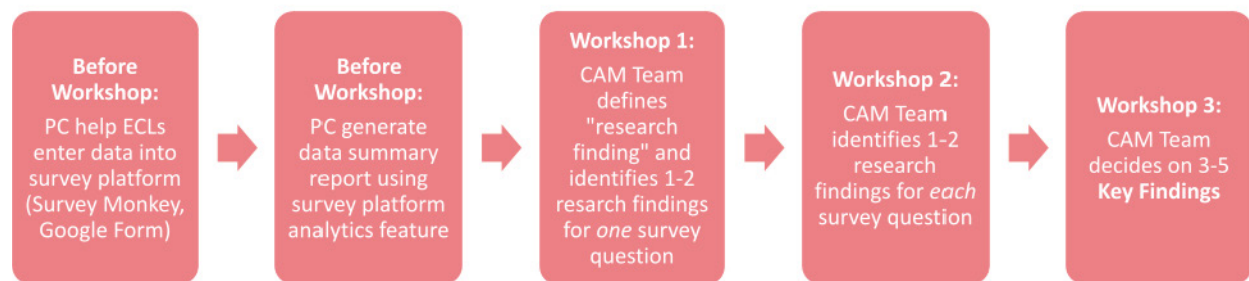 Before
Workshop:
PC help ECLs
enter data into
survey platform
(Survey Monkey,
Google Form)
Before
Workshop:
PC generate
data summary
report using
survey platform
analytics feature
Workshop 1:
CAM Team
defines
"research
finding" and
identifies 1-2
resarch findings
for one survey
question
Workshop 2:
CAM Team
identifies 1-2
research
findings for each
survey question
Workshop 3:
CAM Team
decides on 3-5
Key Findings